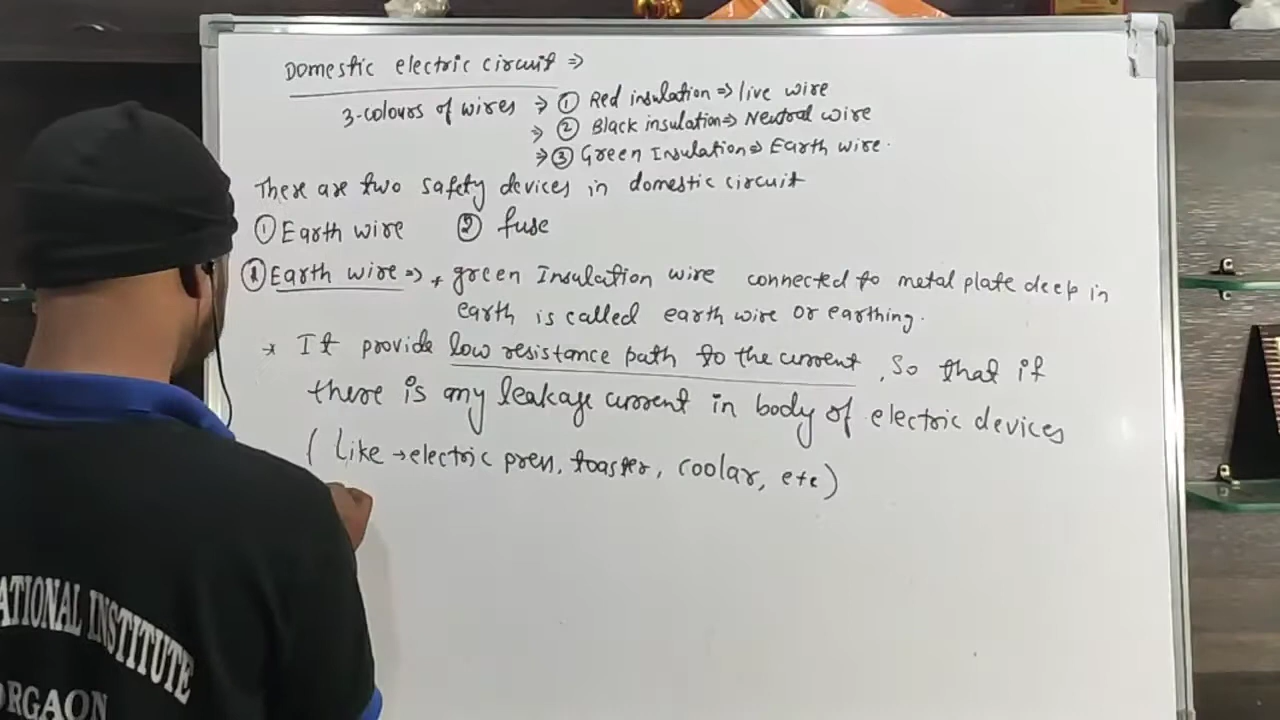 Domestic electric circuit ⇒
3-colours of wires ⇒ ① Red insulation ⇒ live wire
⇒ ② Black insulation ⇒ Neutral wire
⇒ ③ Green Insulation ⇒ Earth wire.
There are two safety devices in domestic circuit
① Earth wire ② fuse
① Earth wire ⇒ * green Insulation wire connected to metal plate deep in
earth is called earth wire or earthing.
* It provide low resistance path to the current, so that if
there is any leakage current in body of electric devices
(like → electric press, toaster, coolar, etc)
ATIONAL INSTITUTE
ORGAON